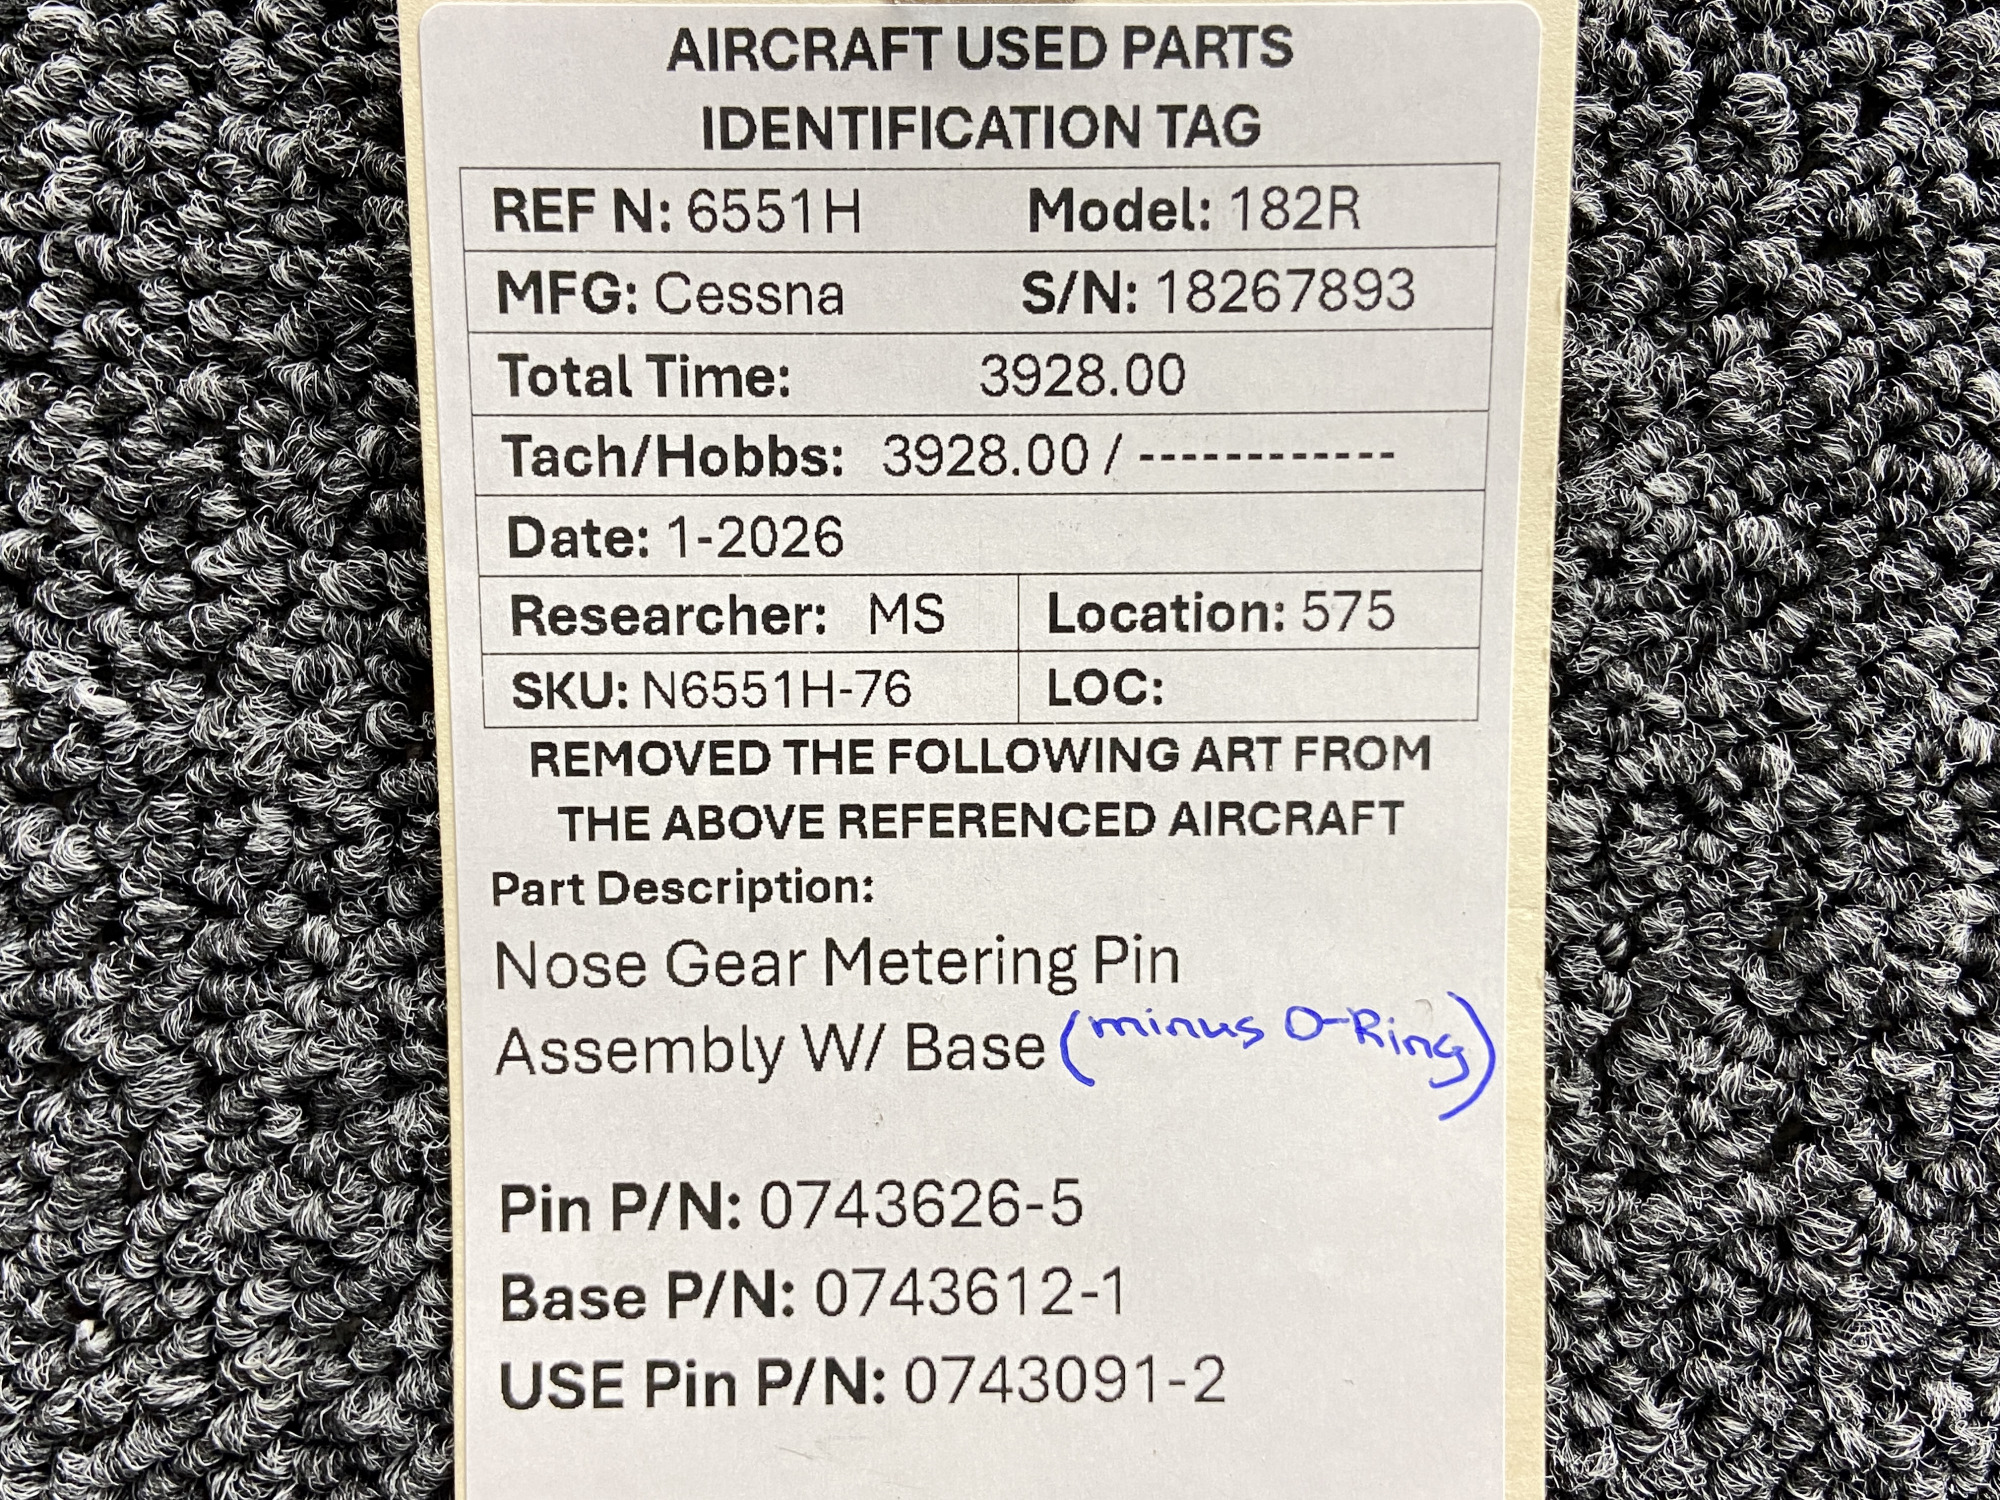 AIRCRAFT USED PARTS
IDENTIFICATION TAG
REF N: 6551H Model: 182R
MFG: Cessna S/N: 18267893
Total Time: 3928.00
Tach/Hobbs: 3928.00 / ------------
Date: 1-2026
Researcher: MS Location: 575
SKU: N6551H-76 LOC:
REMOVED THE FOLLOWING ART FROM
THE ABOVE REFERENCED AIRCRAFT
Part Description:
Nose Gear Metering Pin
Assembly W/ Base (minus O-Ring)
Pin P/N: 0743626-5
Base P/N: 0743612-1
USE Pin P/N: 0743091-2